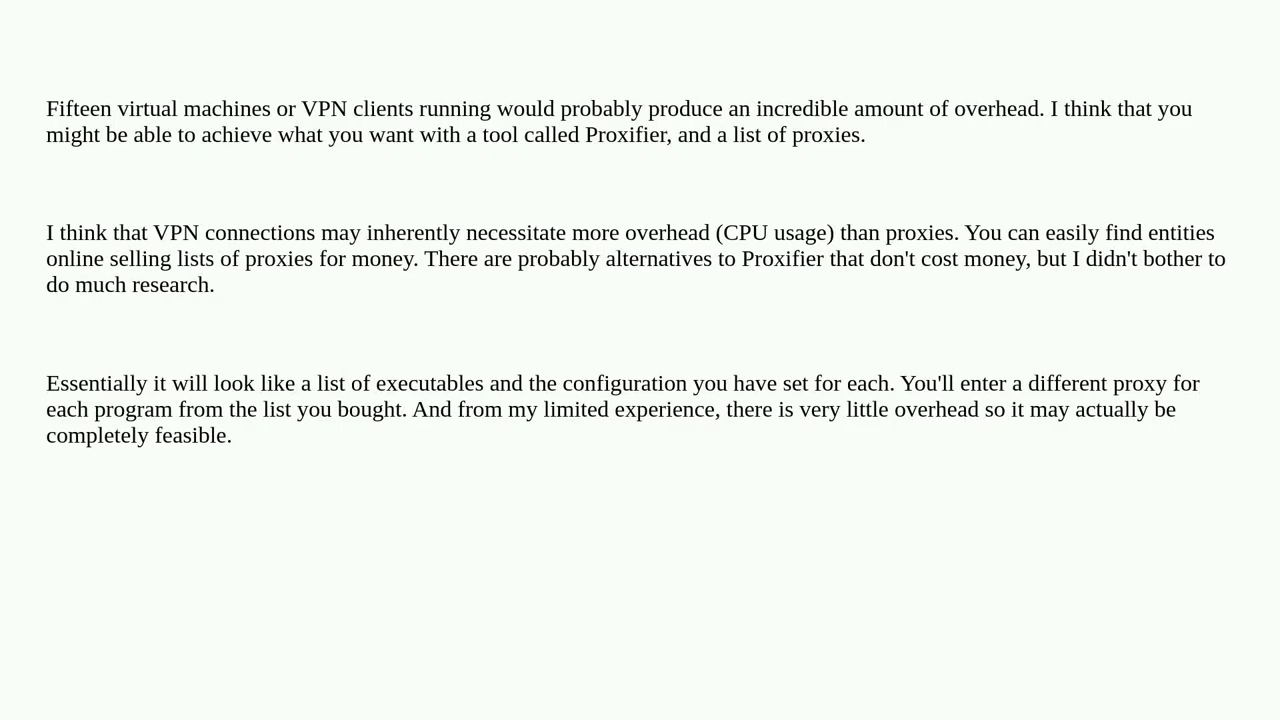 Fifteen virtual machines or VPN clients running would probably produce an incredible amount of overhead. I think that you
might be able to achieve what you want with a tool called Proxifier, and a list of proxies.
I think that VPN connections may inherently necessitate more overhead (CPU usage) than proxies. You can easily find entities
online selling lists of proxies for money. There are probably alternatives to Proxifier that don't cost money, but I didn't bother to
do much research.
Essentially it will look like a list of executables and the configuration you have set for each. You'll enter a different proxy for
each program from the list you bought. And from my limited experience, there is very little overhead so it may actually be
completely feasible.